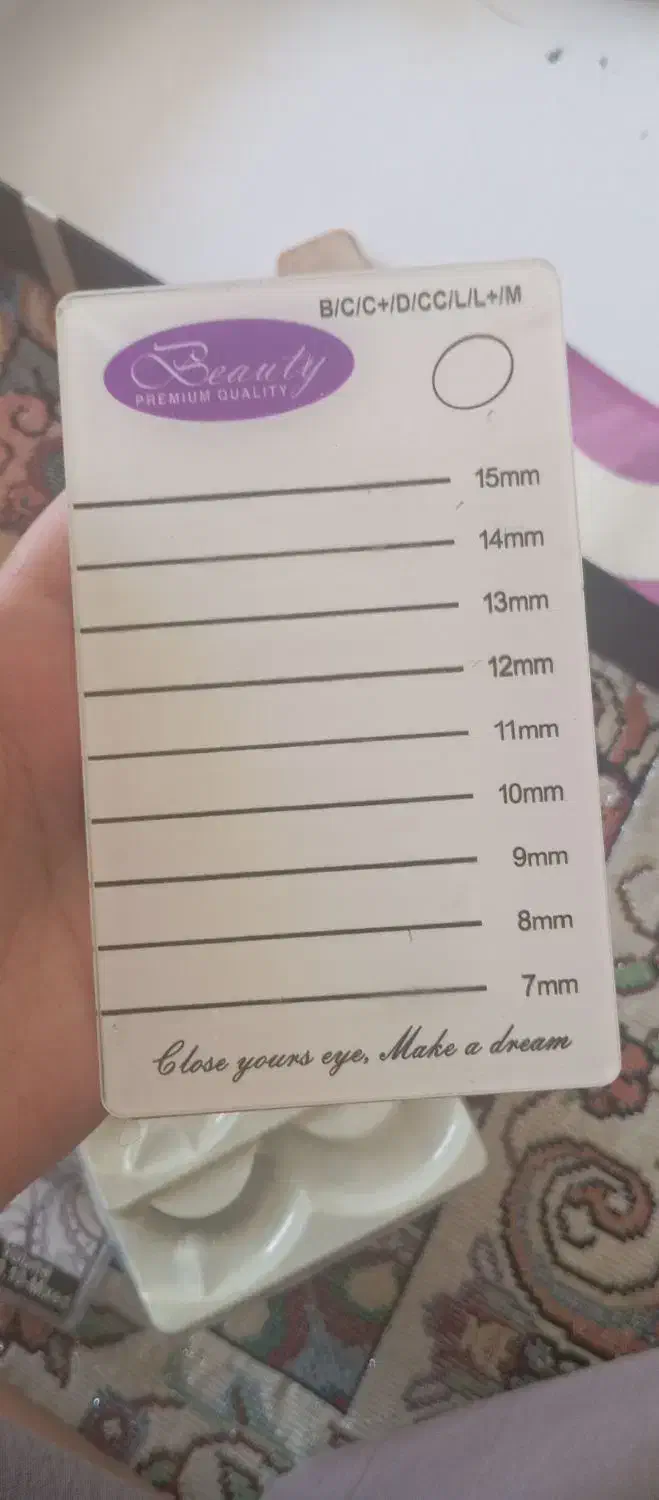 B/C/C+/D/CC/L/L+/M
Beauty
PREMIUM QUALITY
15mm
14mm
13mm
12mm
11mm
10mm
9mm
8mm
7mm
Close yours eye, Make a dream